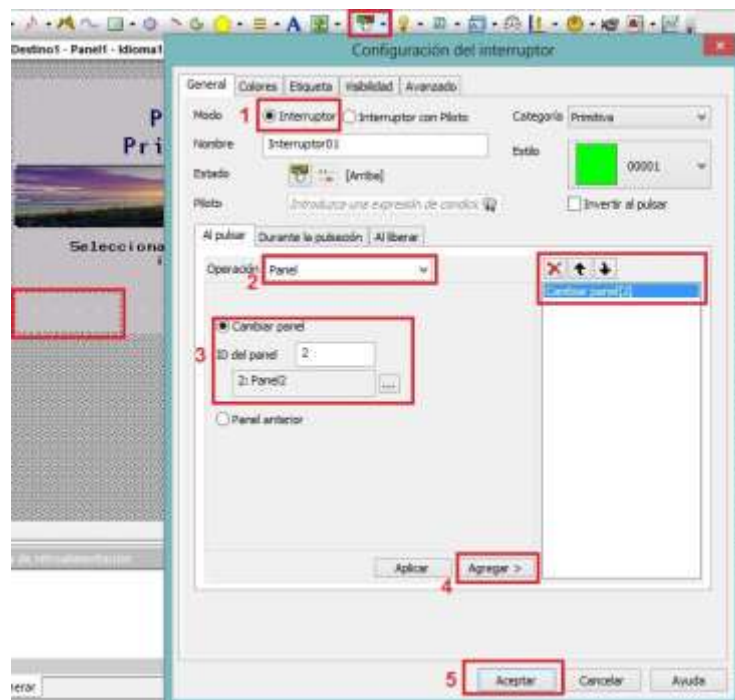 Destino1 - Panel1 - Idioma1
Configuración del interruptor
General Colores Etiqueta Visibilidad Avanzado
Modo 1 Interruptor Interruptor con Piloto Categoría Primitiva
P
Pri
Nombre Interruptor01
Estilo 00001
Estado [Arriba]
Piloto Introduzca una expresión de condici Invertir al pulsar
Selecciona
i
Al pulsar Durante la pulsación Al liberar
Operación Panel
2
Cambiar panel(2)
Cambiar panel
3 ID del panel 2
2: Panel2 ...
Panel anterior
Aplicar Agregar >
4
5 Aceptar Cancelar Ayuda
nerar